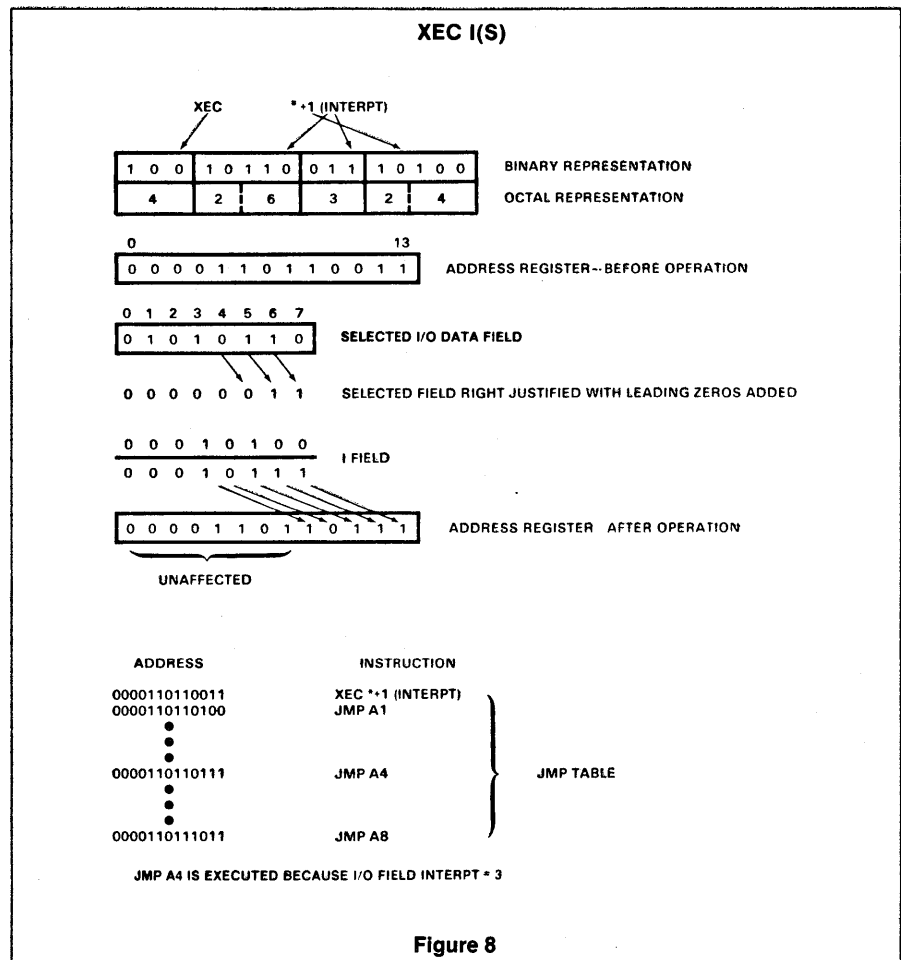 XEC I(S)
XEC * +1 (INTERPT)
1 0 0 1 0 1 1 0 0 1 1 1 0 1 0 0 BINARY REPRESENTATION
4 2 6 3 2 4 OCTAL REPRESENTATION
0 13
0 0 0 0 1 1 0 1 1 0 0 1 1 ADDRESS REGISTER-- BEFORE OPERATION
0 1 2 3 4 5 6 7
0 1 0 1 0 1 1 0 SELECTED I/O DATA FIELD
0 0 0 0 0 0 1 1 SELECTED FIELD RIGHT JUSTIFIED WITH LEADING ZEROS ADDED
0 0 0 1 0 1 0 0
I FIELD
0 0 0 1 0 1 1 1
0 0 0 0 1 1 0 1 1 0 1 1 1 ADDRESS REGISTER AFTER OPERATION
UNAFFECTED
ADDRESS INSTRUCTION
0000110110011 XEC *+1 (INTERPT)
0000110110100 JMP A1
0000110110111 JMP A4 JMP TABLE
0000110111011 JMP A8
JMP A4 IS EXECUTED BECAUSE I/O FIELD INTERPT = 3
Figure 8